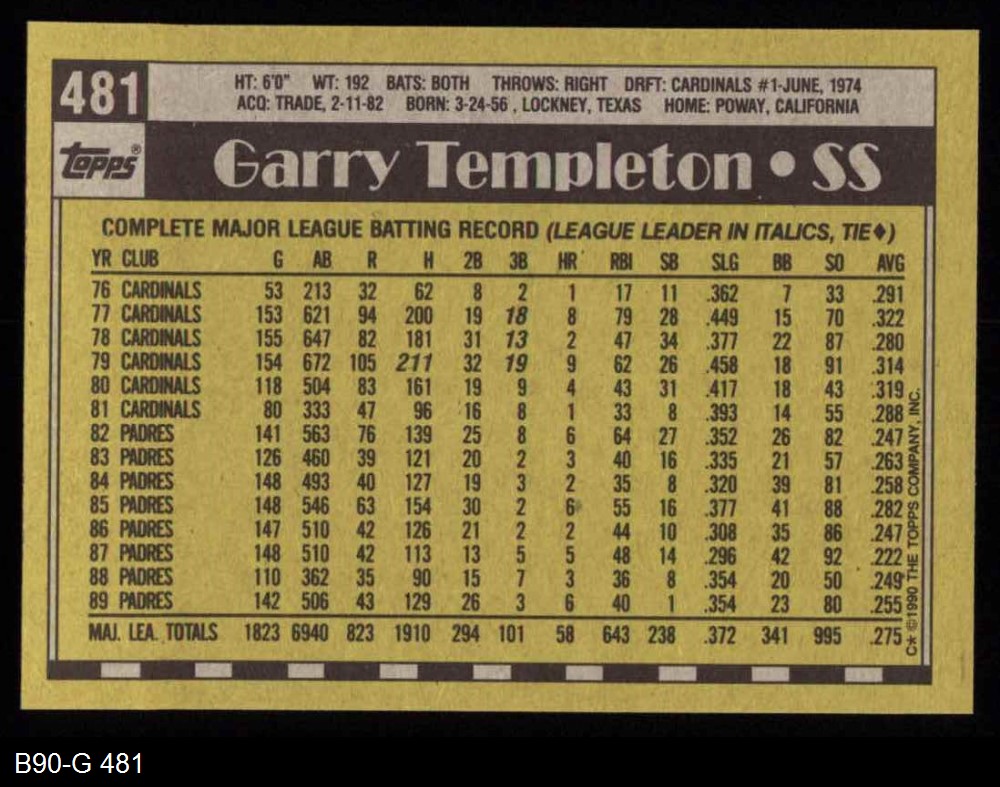 481
HT: 6'0" WT: 192 BATS: BOTH THROWS: RIGHT DRFT: CARDINALS #1-JUNE, 1974
ACQ: TRADE, 2-11-82 BORN: 3-24-56, LOCKNEY, TEXAS HOME: POWAY, CALIFORNIA
Topps®
Garry Templeton • SS
COMPLETE MAJOR LEAGUE BATTING RECORD (LEAGUE LEADER IN ITALICS, TIE♦)
YR CLUB G AB R H 2B 3B HR RBI SB SLG BB SO AVG
76 CARDINALS 53 213 32 62 8 2 1 17 11 .362 7 33 .291
77 CARDINALS 153 621 94 200 19 18 8 79 28 .449 15 70 .322
78 CARDINALS 155 647 82 181 31 13 2 47 34 .377 22 87 .280
79 CARDINALS 154 672 105 211 32 19 9 62 26 .458 18 91 .314
80 CARDINALS 118 504 83 161 19 9 4 43 31 .417 18 43 .319
81 CARDINALS 80 333 47 96 16 8 1 33 8 .393 14 55 .288
82 PADRES 141 563 76 139 25 8 6 64 27 .352 26 82 .247
83 PADRES 126 460 39 121 20 2 3 40 16 .335 21 57 .263
84 PADRES 148 493 40 127 19 3 2 35 8 .320 39 81 .258
85 PADRES 148 546 63 154 30 2 6 55 16 .377 41 88 .282
86 PADRES 147 510 42 126 21 2 2 44 10 .308 35 86 .247
87 PADRES 148 510 42 113 13 5 5 48 14 .296 42 92 .222
88 PADRES 110 362 35 90 15 7 3 36 8 .354 20 50 .249
89 PADRES 142 506 43 129 26 3 6 40 1 .354 23 80 .255
MAJ. LEA. TOTALS 1823 6940 823 1910 294 101 58 643 238 .372 341 995 .275
C* ©1990 THE TOPPS COMPANY, INC.
B90-G 481